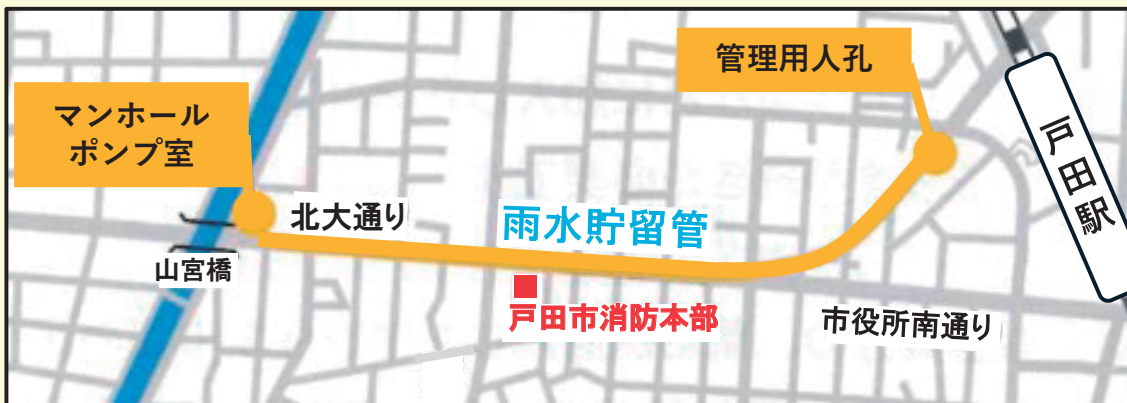 管理用人孔
マンホール
ポンプ室
戸田駅
北大通り
雨水貯留管
山宮橋
戸田市消防本部
市役所南通り